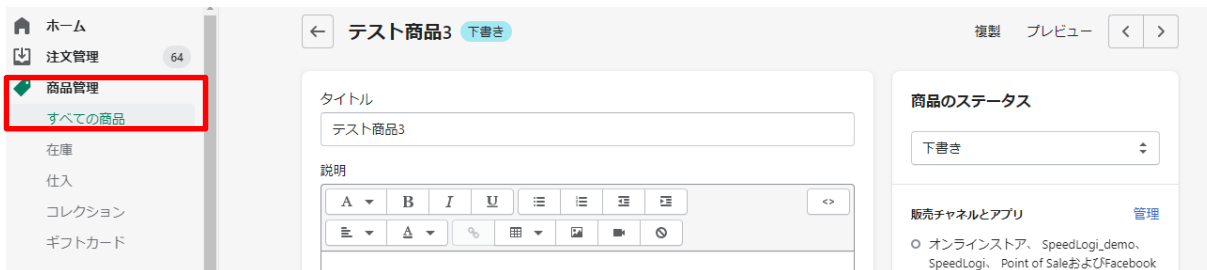 ホーム
注文管理 64
商品管理
すべての商品
在庫
仕入
コレクション
ギフトカード
← テスト商品3 下書き
複製 プレビュー < >
タイトル
テスト商品3
説明
A B I U <>
A
商品のステータス
下書き
販売チャネルとアプリ 管理
オンラインストア、 SpeedLogi_demo、
SpeedLogi、 Point of SaleおよびFacebook